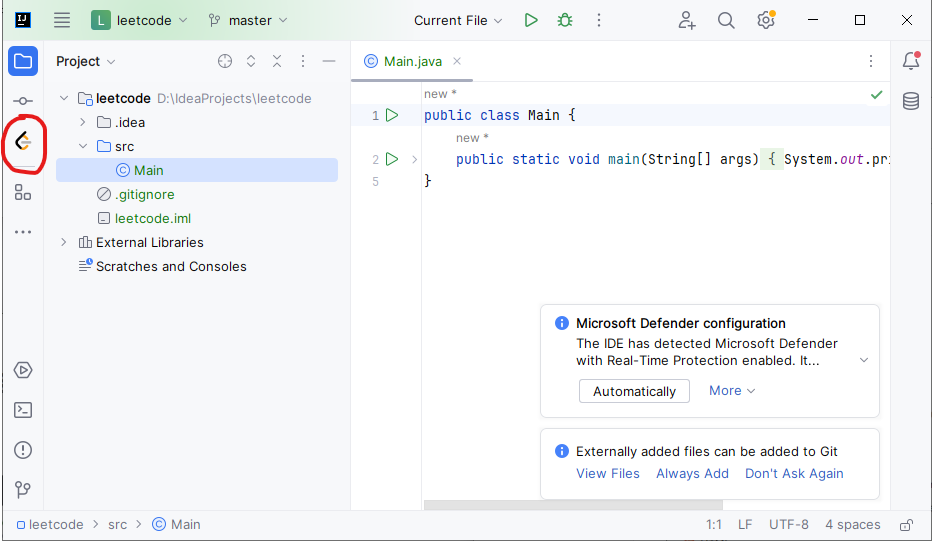 IJ
L leetcode master Current File
Project
Main.java
leetcode D:\IdeaProjects\leetcode
.idea
src
C Main
.gitignore
leetcode.iml
External Libraries
Scratches and Consoles
new *
1 public class Main {
new *
2 public static void main(String[] args) { System.out.pri
5 }
Microsoft Defender configuration
The IDE has detected Microsoft Defender
with Real-Time Protection enabled. It...
Automatically More
Externally added files can be added to Git
View Files Always Add Don't Ask Again
leetcode > src > C Main 1:1 LF UTF-8 4 spaces